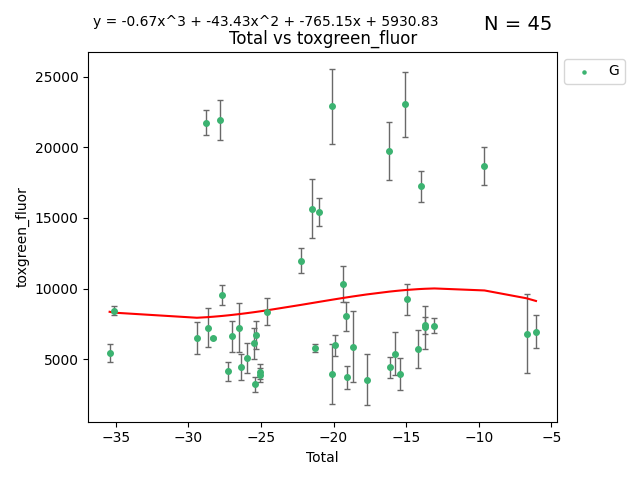 y = -0.67x^3 + -43.43x^2 + -765.15x + 5930.83
N = 45
Total vs toxgreen_fluor
G
25000
20000
15000
10000
5000
toxgreen_fluor
−35 −30 −25 −20 −15 −10 −5
Total